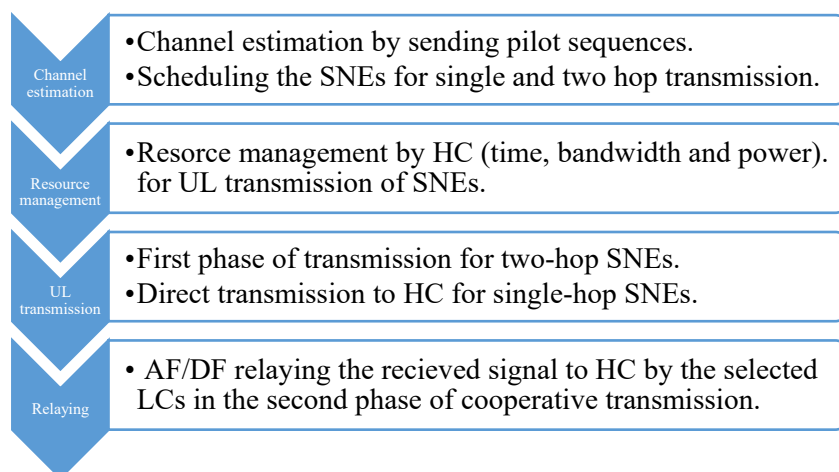 Channel
estimation
•Channel estimation by sending pilot sequences.
•Scheduling the SNEs for single and two hop transmission.
Resource
management
•Resorce management by HC (time, bandwidth and power).
for UL transmission of SNEs.
UL
transmission
•First phase of transmission for two-hop SNEs.
•Direct transmission to HC for single-hop SNEs.
Relaying
• AF/DF relaying the recieved signal to HC by the selected
LCs in the second phase of cooperative transmission.